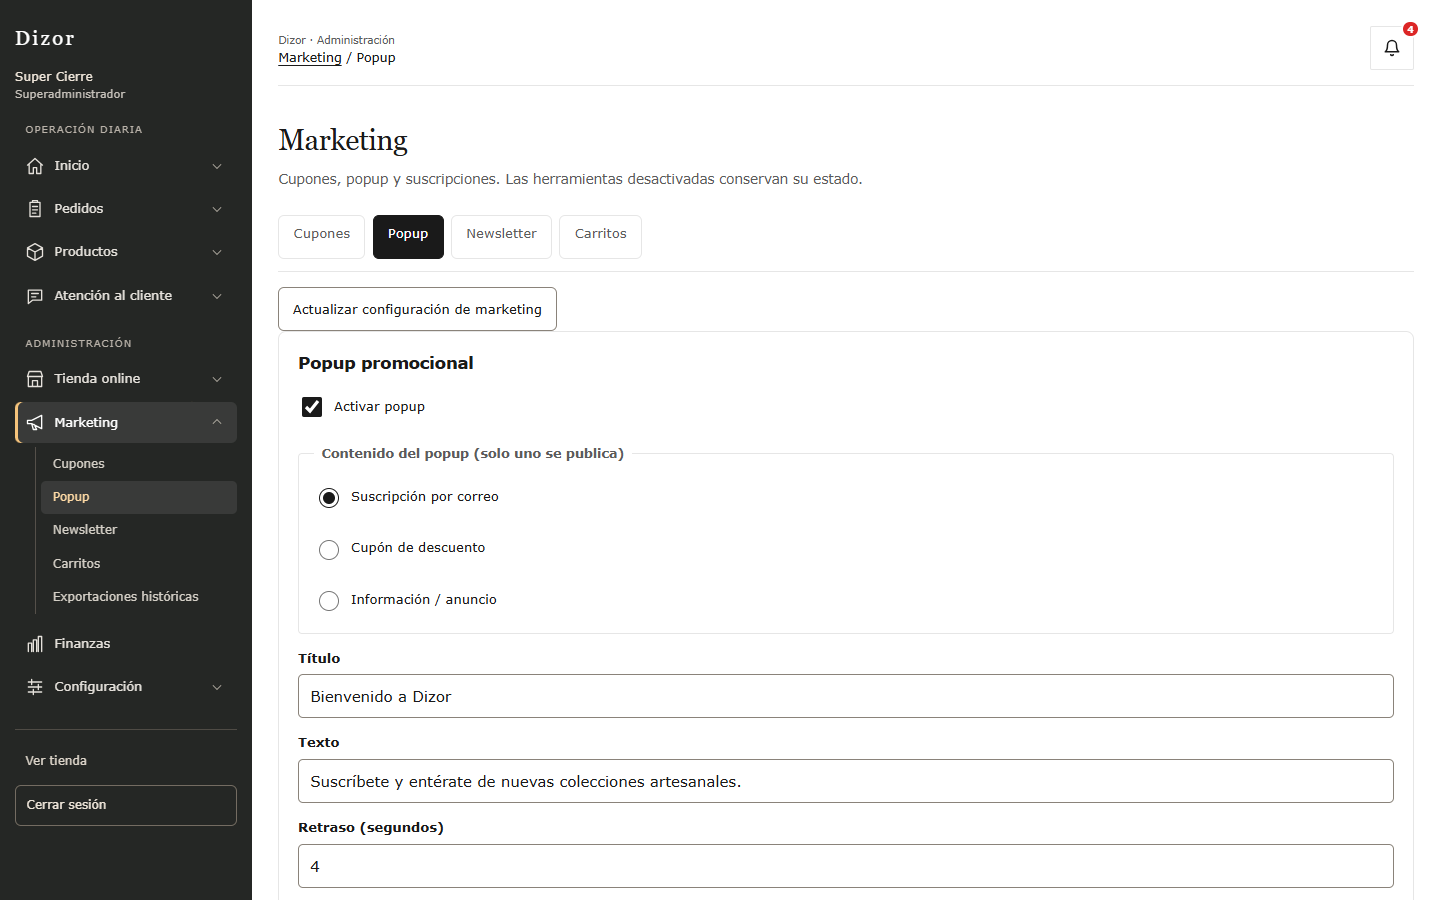 Dizor
Super Cierre
Superadministrador
OPERACIÓN DIARIA
Inicio
Pedidos
Productos
Atención al cliente
ADMINISTRACIÓN
Tienda online
Marketing
Cupones
Popup
Newsletter
Carritos
Exportaciones históricas
Finanzas
Configuración
Ver tienda
Cerrar sesión
Dizor · Administración
Marketing / Popup
4
Marketing
Cupones, popup y suscripciones. Las herramientas desactivadas conservan su estado.
Cupones Popup Newsletter Carritos
Actualizar configuración de marketing
Popup promocional
Activar popup
Contenido del popup (solo uno se publica)
Suscripción por correo
Cupón de descuento
Información / anuncio
Título
Bienvenido a Dizor
Texto
Suscríbete y entérate de nuevas colecciones artesanales.
Retraso (segundos)
4